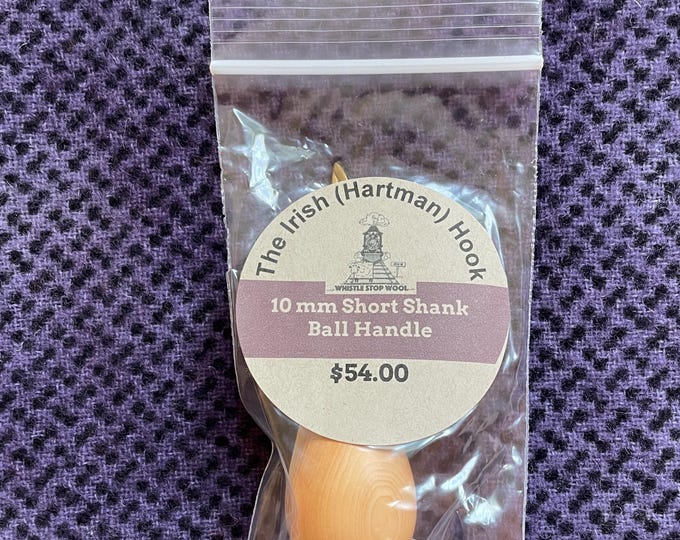 The Irish (Hartman) Hook
WHISTLE STOP WOOL
10 mm Short Shank
Ball Handle
$54.00